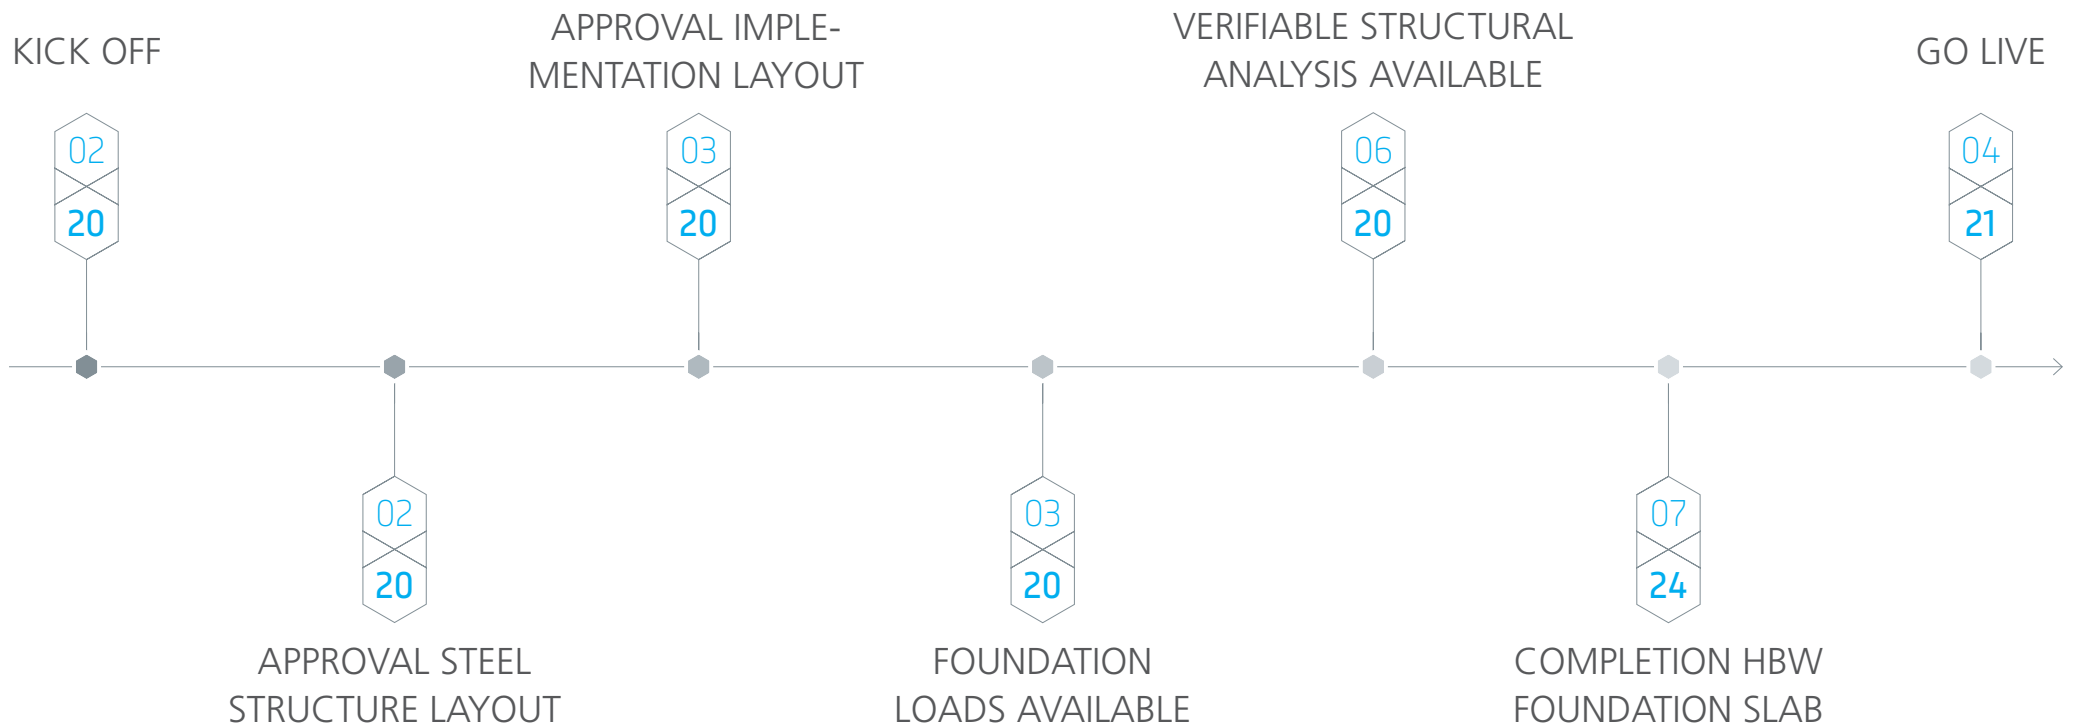 KICK OFF
02
20
02
20
APPROVAL STEEL
STRUCTURE LAYOUT
APPROVAL IMPLE-
MENTATION LAYOUT
03
20
03
20
FOUNDATION
LOADS AVAILABLE
VERIFIABLE STRUCTURAL
ANALYSIS AVAILABLE
06
20
07
24
COMPLETION HBW
FOUNDATION SLAB
GO LIVE
04
21